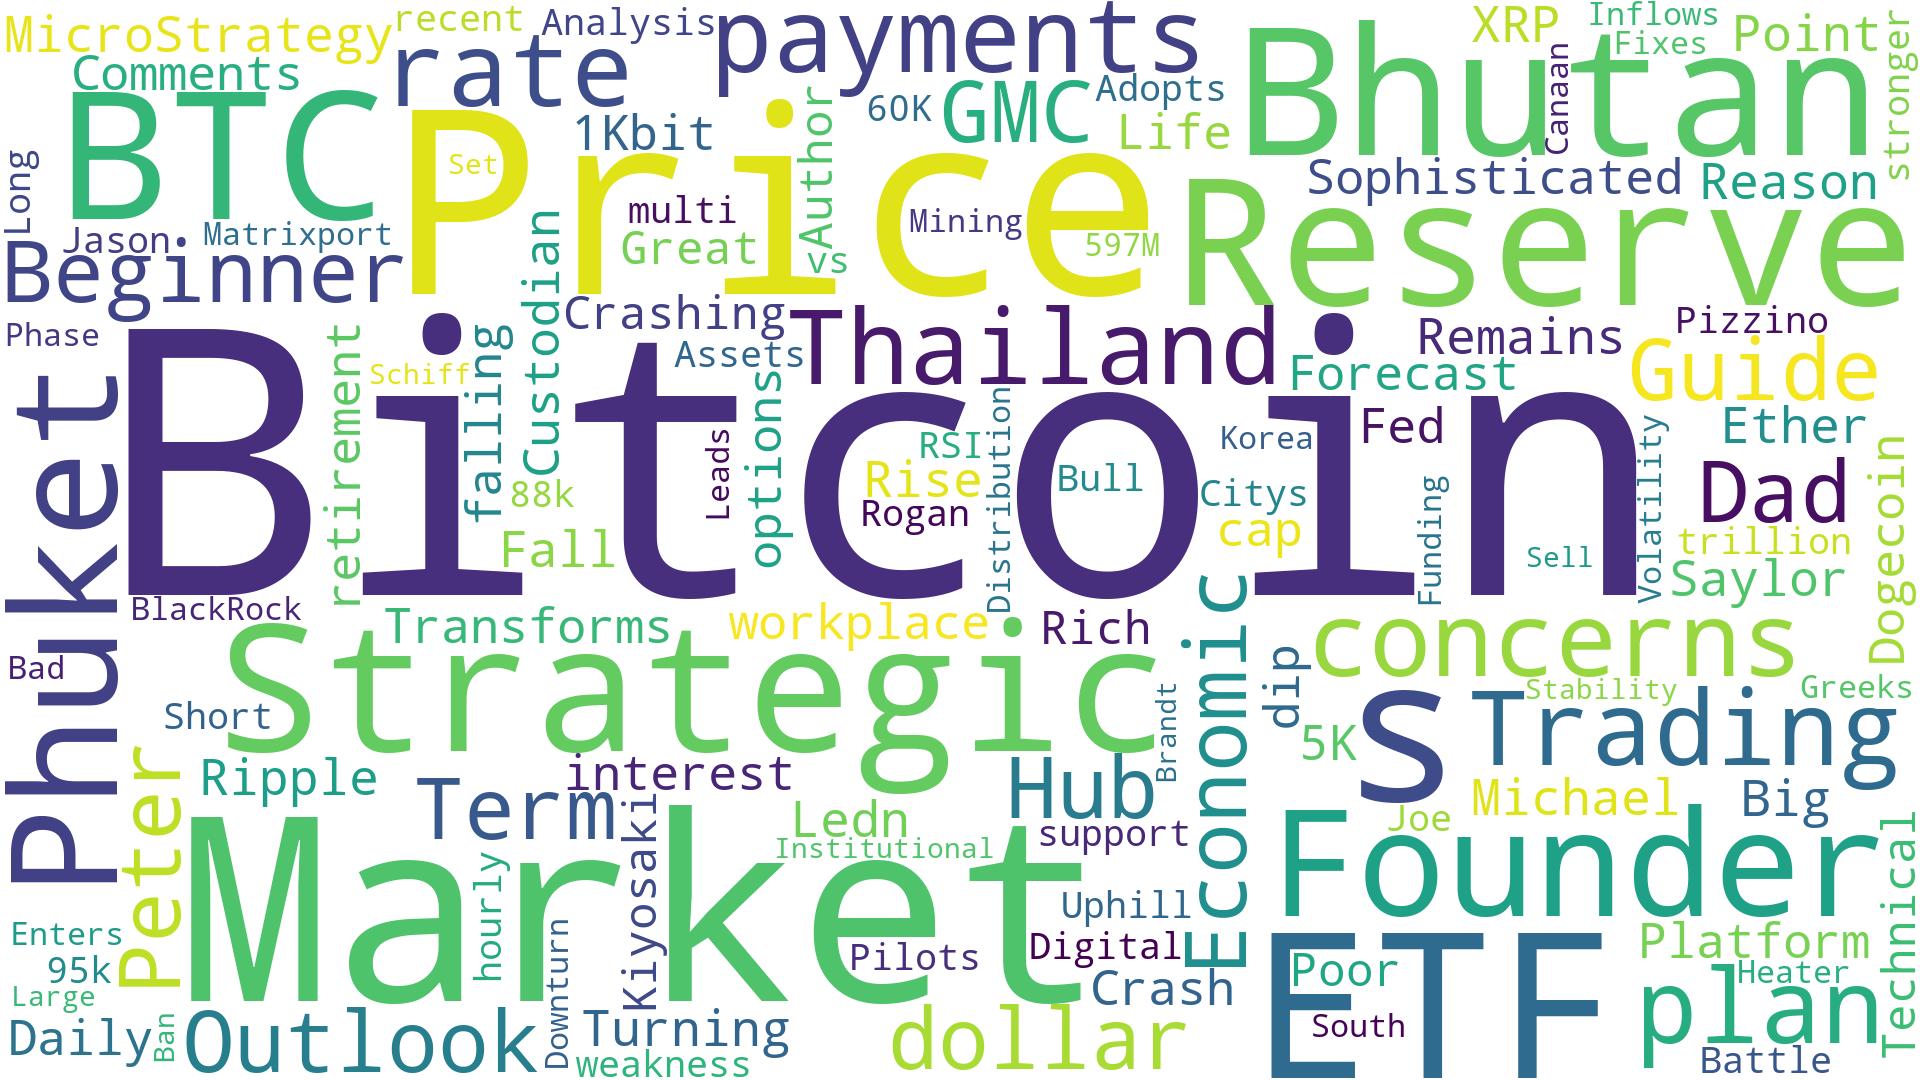 MicroStrategy
recent
Analysis
payments
XRP
Inflows
Point
Comments
rate
Fixes
stronger
BTC
Price
1Kbit
Author
60K
GMC
Adopts
Life
Bhutan
Canaan
Long
Set
multi
Great
vs
Mining
597M
Sophisticated
Reason
Jason
Matrixport
Beginner
Custodian
Reserve
Phase
Crashing
Assets
Thailand
Remains
Pizzino
retirement
Schiff
falling
options
Forecast
Guide
Phuket
Bitcoin
88k
Fall
Leads
RSI
Rise
Rogan
Distribution
Bull
Korea
Citys
cap
Fed
Funding
Sell
Volatility
Ether
Dad
trillion
Saylor
Dogecoin
BlackRock
Transforms
workplace
Rich
Economic
concerns
Bad
Short
Strategic
Brandt
dip
5K
s
Stability
Greeks
Trading
Peter
Ripple
Term
interest
Kiyosaki
Ledn
Institutional
Hub
support
Joe
Michael
Big
Market
hourly
Uphill
Founder
Technical
Enters
95k
Large
Downturn
Pilots
Digital
Crash
ETF
Poor
Platform
Heater
Daily
Ban
Outlook
Turning
weakness
dollar
South
plan
Battle